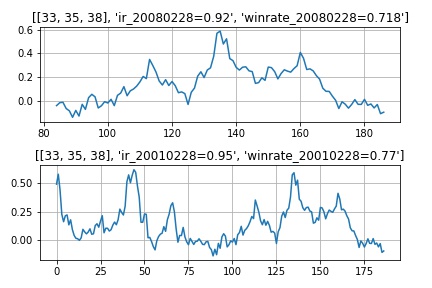 [[33, 35, 38], 'ir_20080228=0.92', 'winrate_20080228=0.718']
0.6
0.4
0.2
0.0
80 100 120 140 160 180
[[33, 35, 38], 'ir_20010228=0.95', 'winrate_20010228=0.77']
0.50
0.25
0.00
0 25 50 75 100 125 150 175